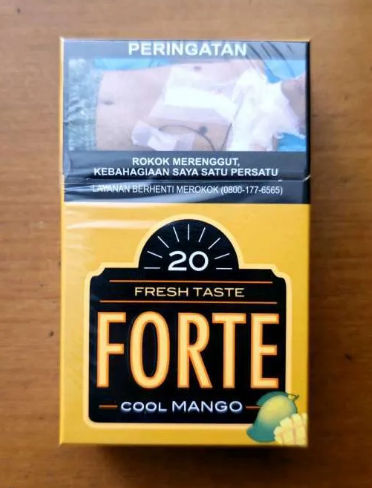 PERINGATAN
ROKOK MERENGGUT,
KEBAHAGIAAN SAYA SATU PERSATU
LAYANAN BERHENTI MEROKOK (0800-177-6565)
20
FRESH TASTE
FORTE
COOL MANGO